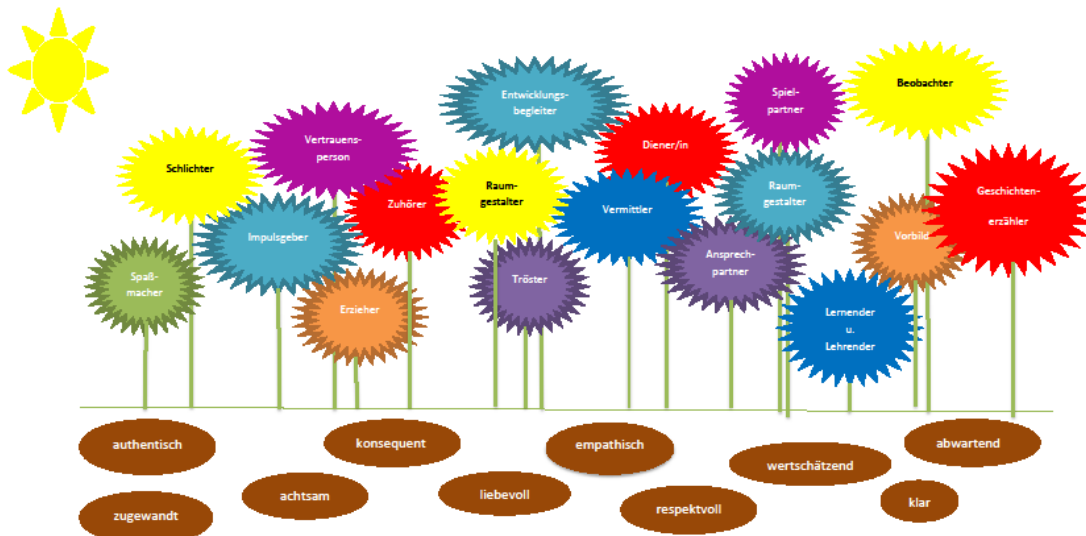 Entwicklungs-
begleiter
Spiel-
partner
Beobachter
Vertrauens-
person
Diener/in
Schlichter
Zuhörer
Raum-
gestalter
Vermittler
Raum-
gestalter
Geschichten-
erzähler
Impulsgeber
Vorbild
Ansprech-
partner
Spaß-
macher
Tröster
Erzieher
Lernender
u.
Lehrender
authentisch
konsequent
empathisch
abwartend
wertschätzend
achtsam
liebevoll
respektvoll
klar
zugewandt